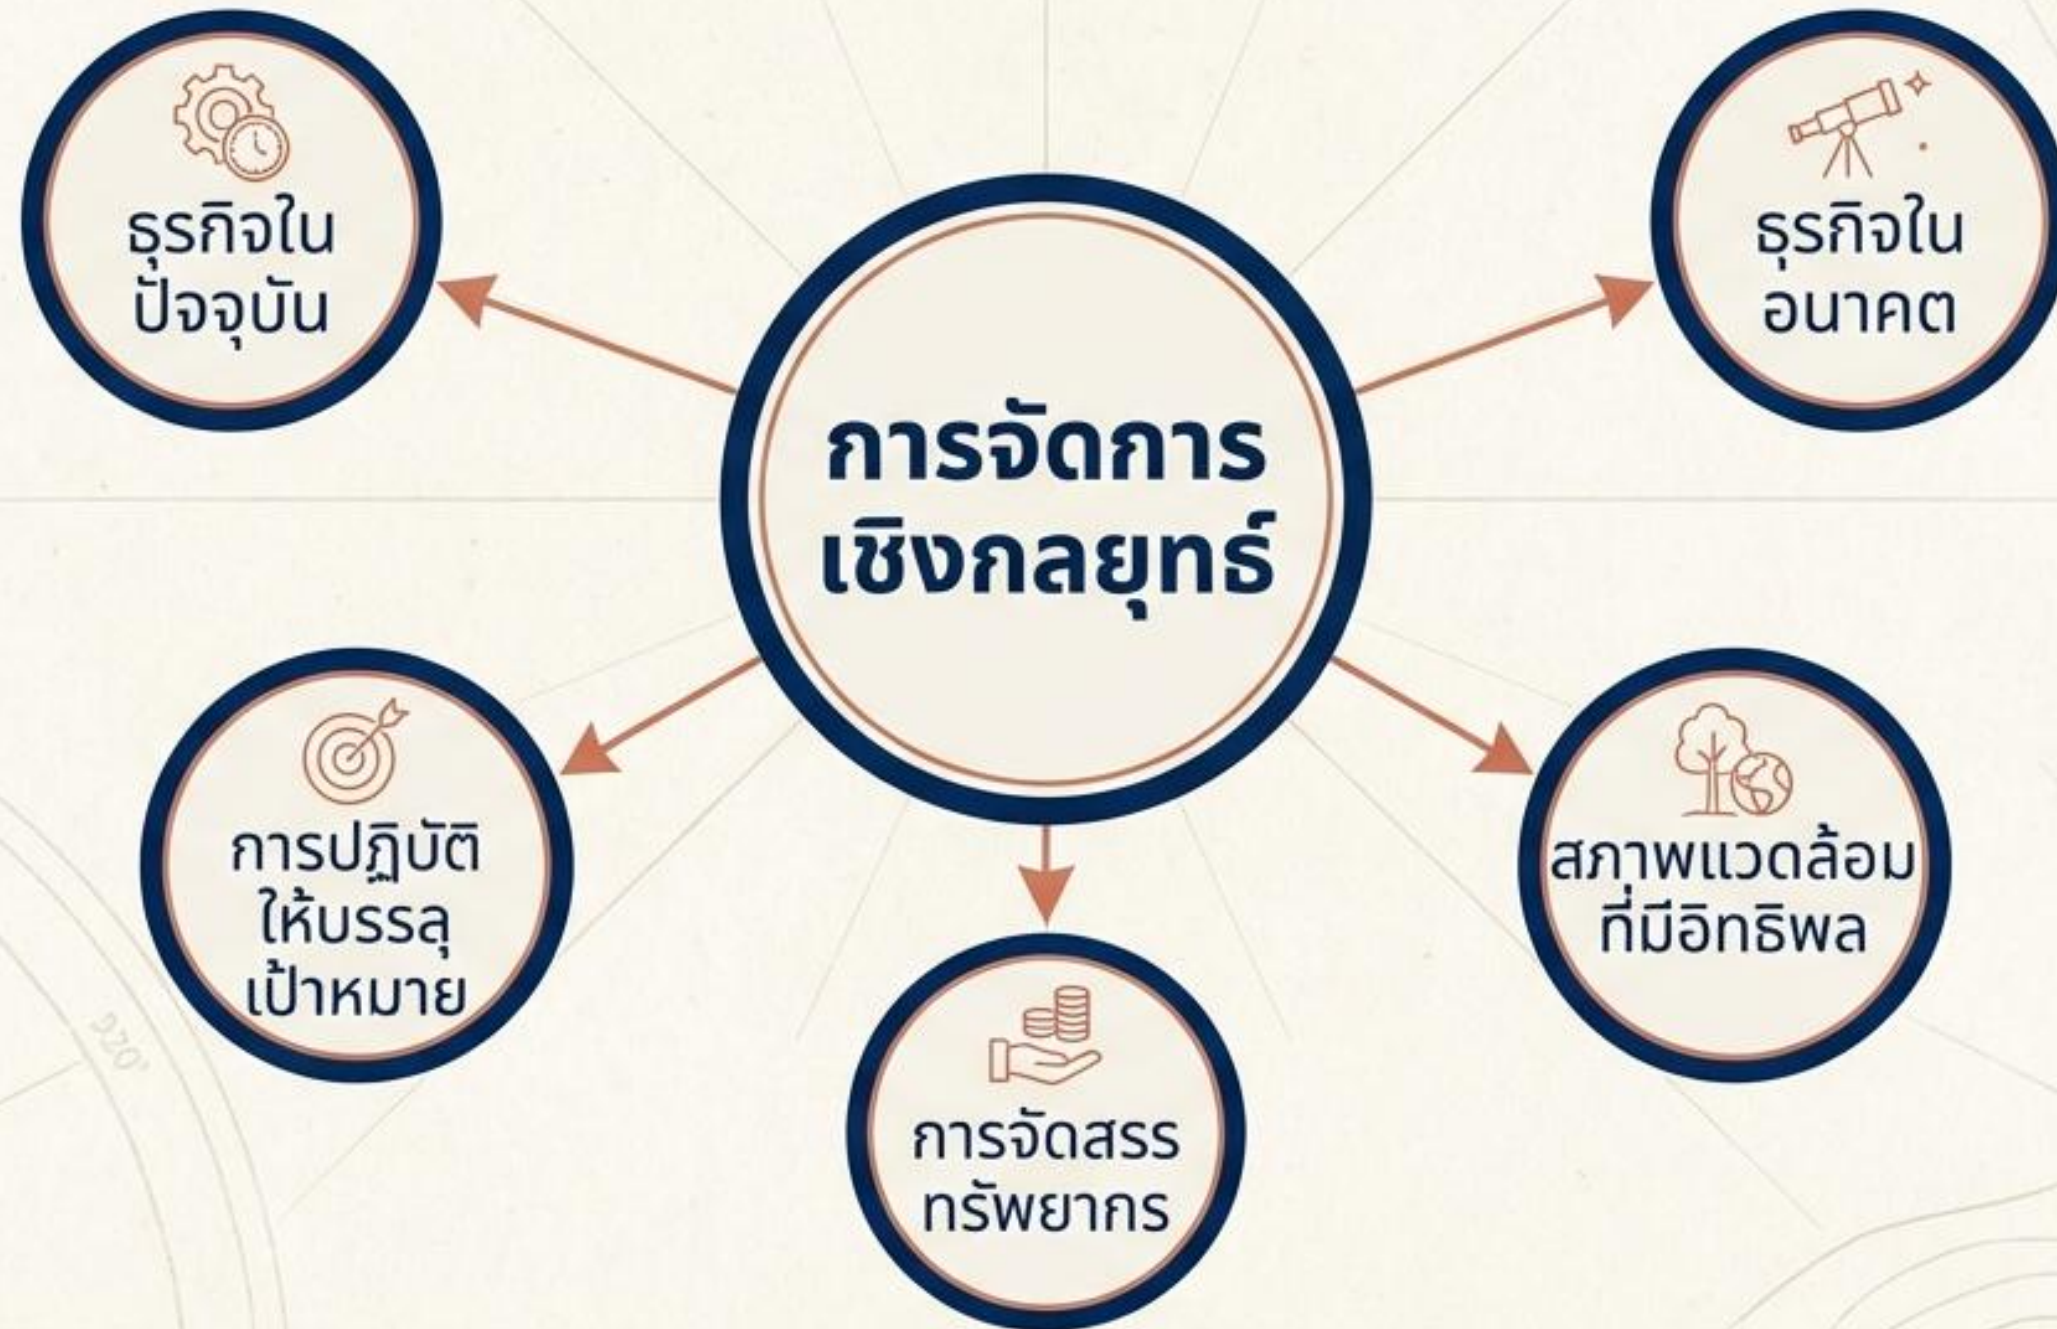 ธุรกิจใน
ปัจจุบัน
ธุรกิจใน
อนาคต
การจัดการ
เชิงกลยุทธ์
การปฏิบัติ
ให้บรรลุ
เป้าหมาย
สภาพแวดล้อม
ที่มีอิทธิพล
การจัดสรร
ทรัพยากร